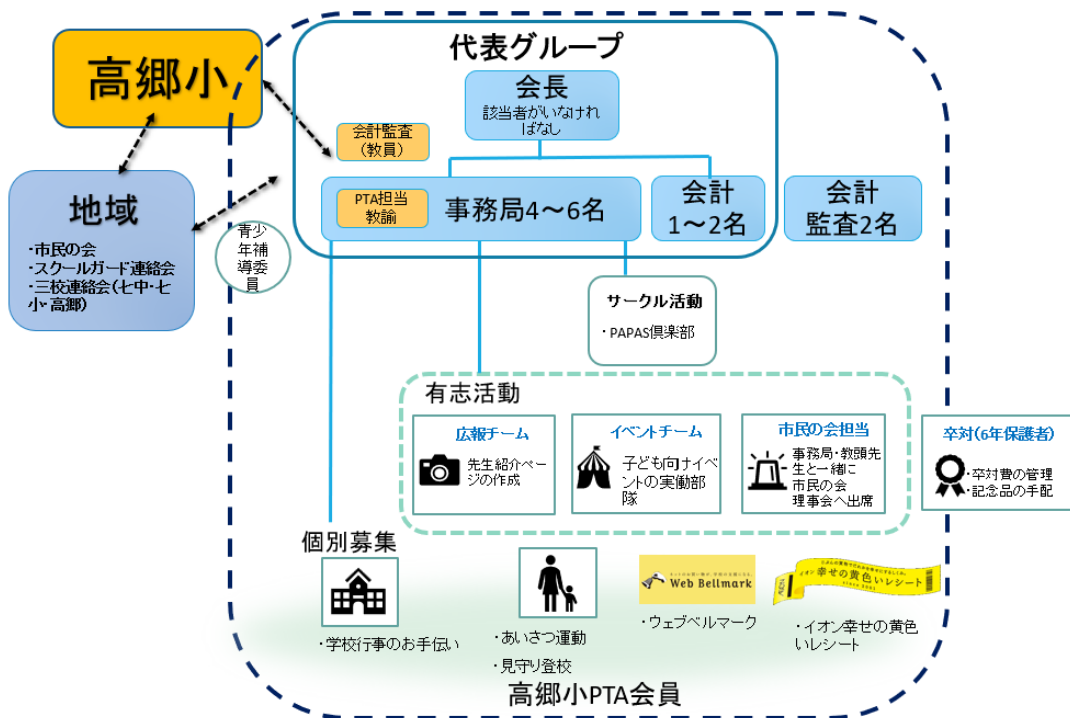 代表グループ
高郷小
会長
該当者がいなけれ
ばなし
会計監査
(教員)
PTA担当
教諭
事務局4～6名
会計
1～2名
会計
監査2名
地域
・市民の会
・スクールガード連絡会
・三校連絡会(七中・七
小・高郷)
青少
年補
導委
員
サークル活動
・PAPAS倶楽部
有志活動
広報チーム
先生紹介ペー
ジの作成
イベントチーム
子ども向けイベ
ントの実働部
隊
市民の会担当
事務局・教頭先
生と一緒に
市民の会
理事会へ出席
卒対(6年保護者)
・卒対費の管理
・記念品の手配
個別募集
・学校行事のお手伝い
・あいさつ運動
・見守り登校
Web Bellmark
・ウェブベルマーク
イオン 幸せの黄色いレシート
since 2001
・イオン幸せの黄色
いレシート
高郷小PTA会員